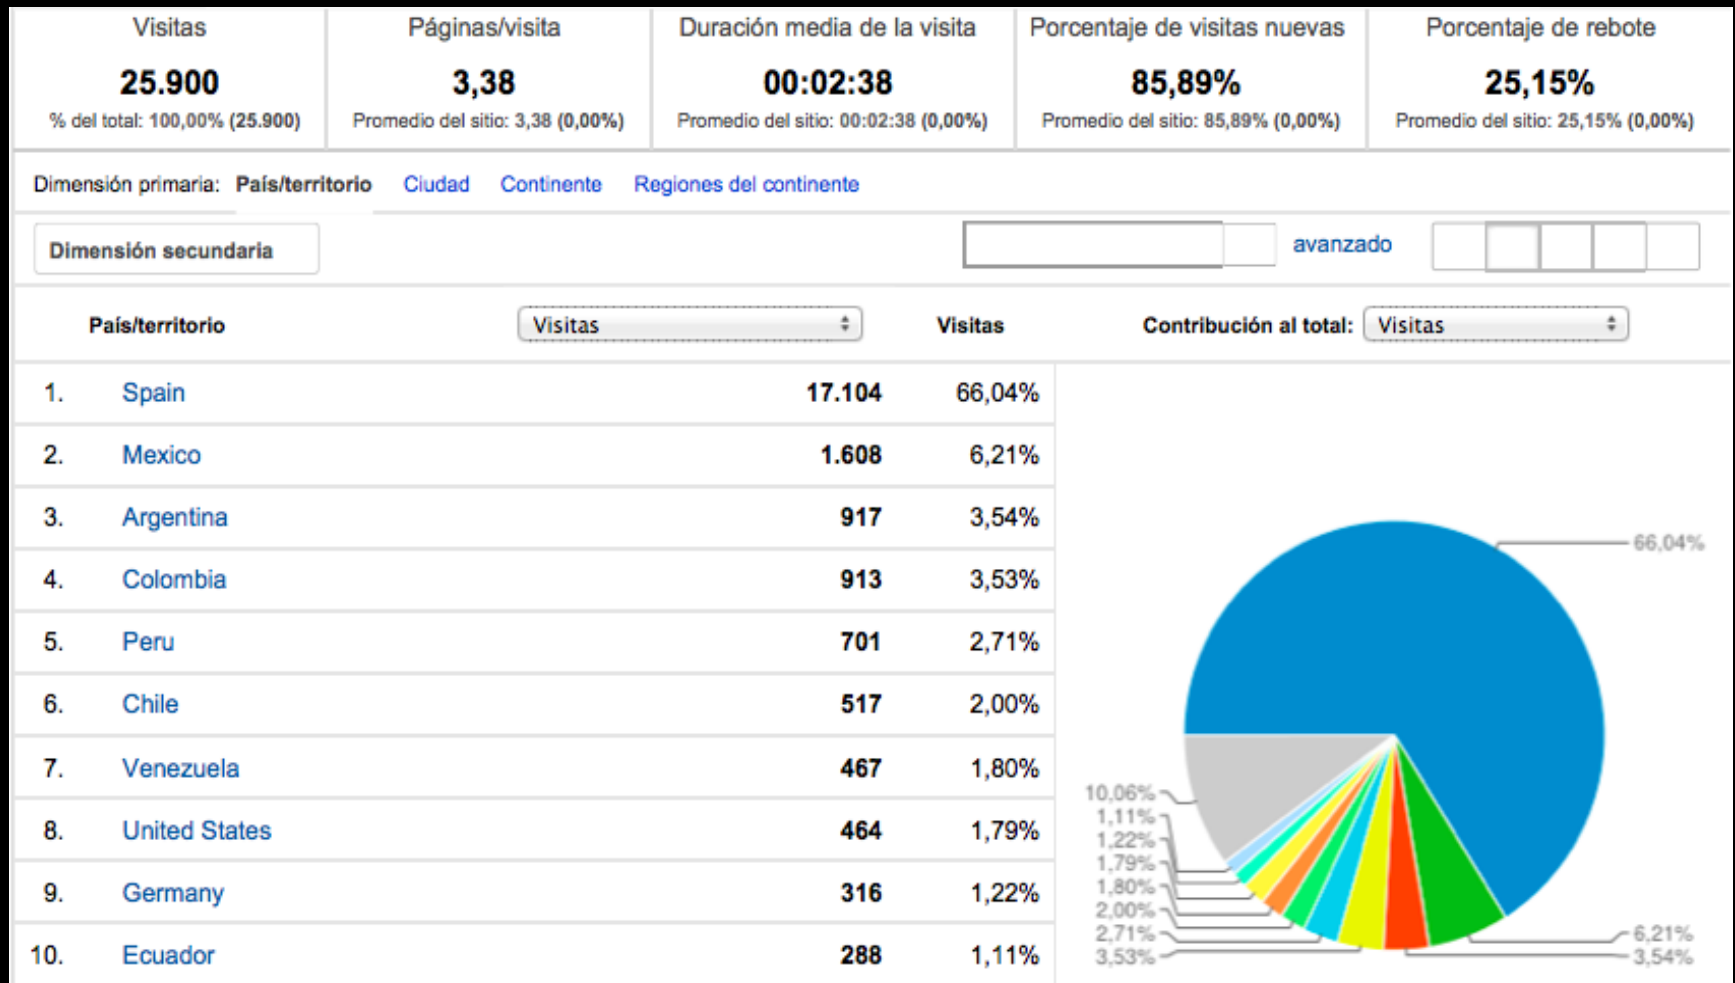 Visitas
25.900
% del total: 100,00% (25.900)
Páginas/visita
3,38
Promedio del sitio: 3,38 (0,00%)
Duración media de la visita
00:02:38
Promedio del sitio: 00:02:38 (0,00%)
Porcentaje de visitas nuevas
85,89%
Promedio del sitio: 85,89% (0,00%)
Porcentaje de rebote
25,15%
Promedio del sitio: 25,15% (0,00%)
Dimensión primaria: País/territorio Ciudad Continente Regiones del continente
Dimensión secundaria
avanzado
País/territorio Visitas Visitas Contribución al total: Visitas
1. Spain 17.104 66,04%
2. Mexico 1.608 6,21%
3. Argentina 917 3,54%
4. Colombia 913 3,53%
5. Peru 701 2,71%
6. Chile 517 2,00%
7. Venezuela 467 1,80%
8. United States 464 1,79%
9. Germany 316 1,22%
10. Ecuador 288 1,11%
66,04%
10,06%
1,11%
1,22%
1,79%
1,80%
2,00%
2,71%
3,53%
6,21%
3,54%